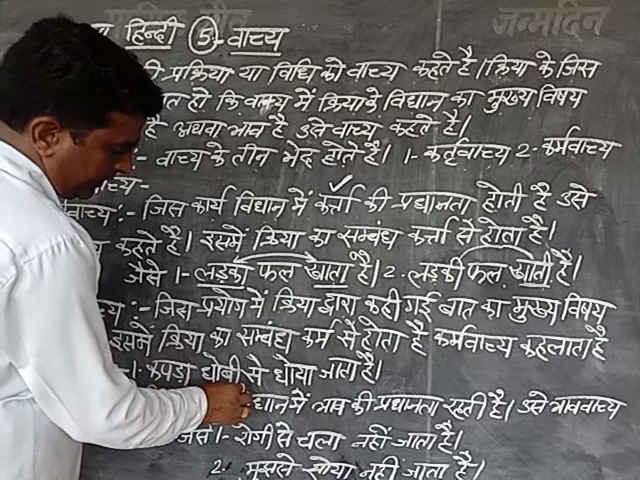 जन्मदिन
हिन्दी 5- वाच्य
प्रक्रिया या विधि को वाच्य कहते है। क्रिया के जिस
हो कि वाक्य में क्रिया के विधान का मुख्य विषय
है अथवा भाव है उसे वाच्य कहते है।
- वाच्य के तीन भेद होते है। 1- कर्तृवाच्य 2- कर्मवाच्य
वाच्य-
:- जिस कार्य विधान में कर्त्ता की प्रधानता होती है उसे
कहते है। इसमें क्रिया का सम्बंध कर्त्ता से होता है।
जैसे 1- लड़का फल खाता है। 2- लड़की फल खाती है।
:- जिस प्रयोग में क्रिया द्वारा कही गई बात का मुख्य विषय
इसमें क्रिया का सम्बंध कर्म से होता है कर्मवाच्य कहलाता है
-1. कपड़ा धोबी से धोया जाता है।
में भाव की प्रधानता रहती है। उसे भाववाच्य
जैसे 1- रोगी से चला नहीं जाता है।
2. मुझसे सोया नहीं जाता है।